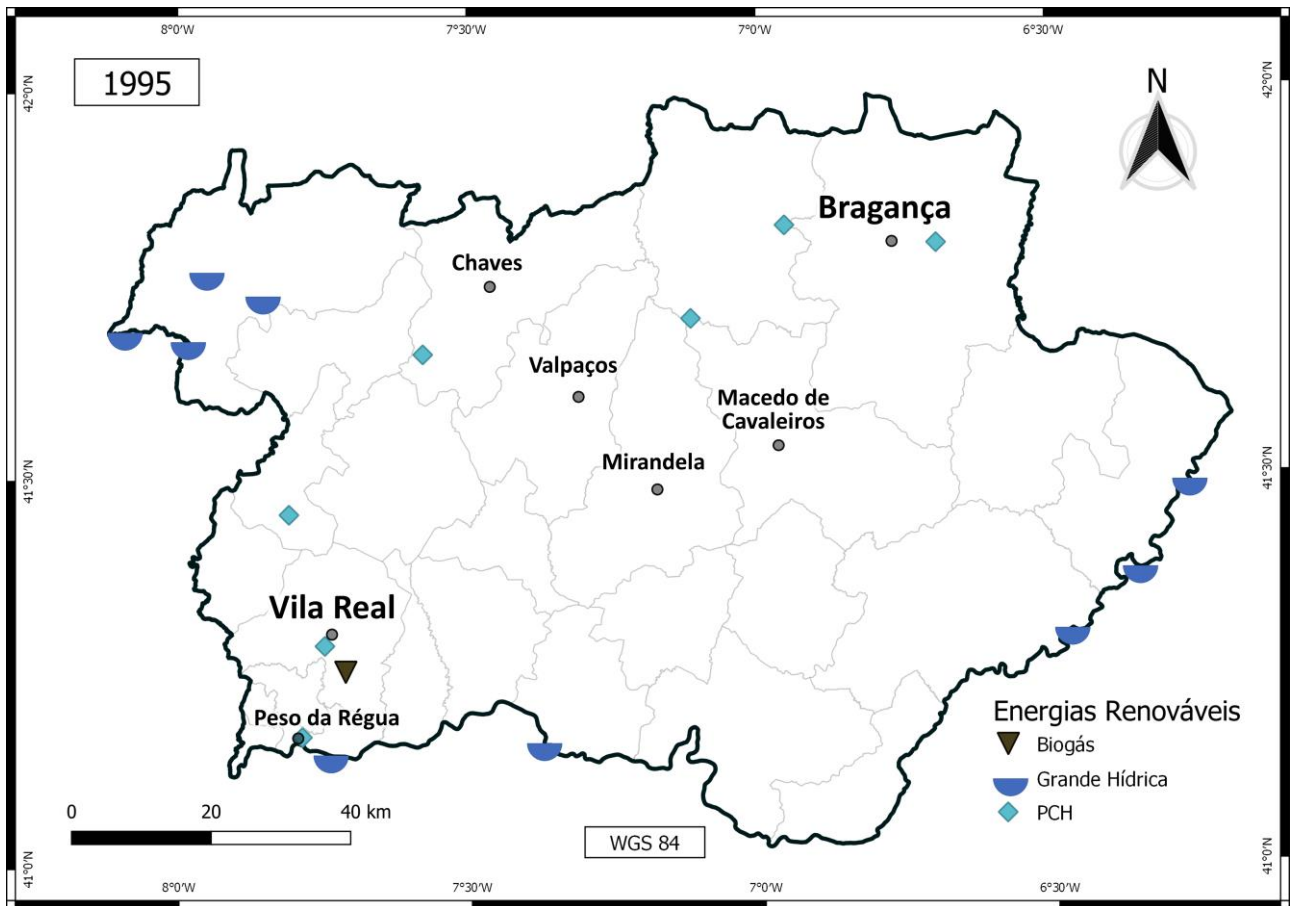 8°0'W
7°30'W
7°0'W
6°30'W
1995
42°0'N
42°0'N
N
Bragança
Chaves
Valpaços
Macedo de
Cavaleiros
Mirandela
41°30'N
41°30'N
Vila Real
Peso da Régua
Energias Renováveis
Biogás
Grande Hídrica
PCH
0
20
40 km
WGS 84
41°0'N
41°0'N
8°0'W
7°30'W
7°0'W
6°30'W